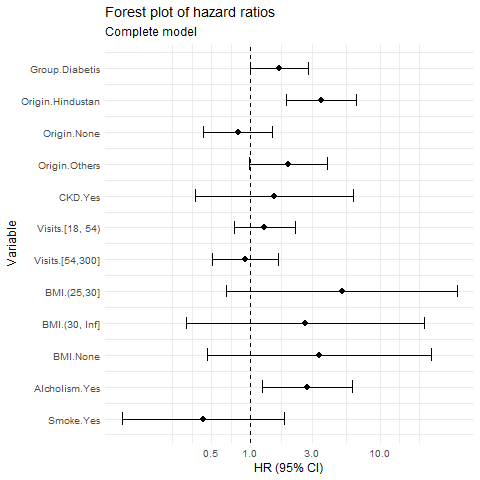 Forest plot of hazard ratios
Complete model
Variable
Group.Diabetis
Origin.Hindustan
Origin.None
Origin.Others
CKD.Yes
Visits.[18, 54)
Visits.[54,300]
BMI.(25,30]
BMI.(30, Inf]
BMI.None
Alcholism.Yes
Smoke.Yes
0.5 1.0 3.0 10.0
HR (95% CI)